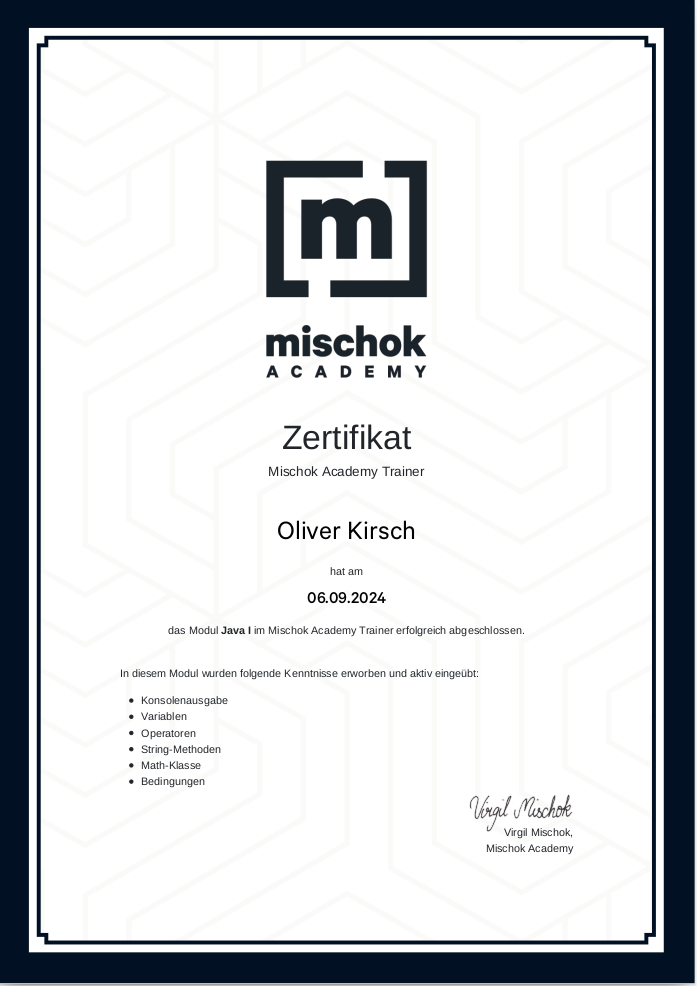 m
mischok
ACADEMY
Zertifikat
Mischok Academy Trainer
Oliver Kirsch
hat am
06.09.2024
das Modul Java I im Mischok Academy Trainer erfolgreich abgeschlossen.
In diesem Modul wurden folgende Kenntnisse erworben und aktiv eingeübt:
• Konsolenausgabe
• Variablen
• Operatoren
• String-Methoden
• Math-Klasse
• Bedingungen
Virgil Mischok
Virgil Mischok,
Mischok Academy